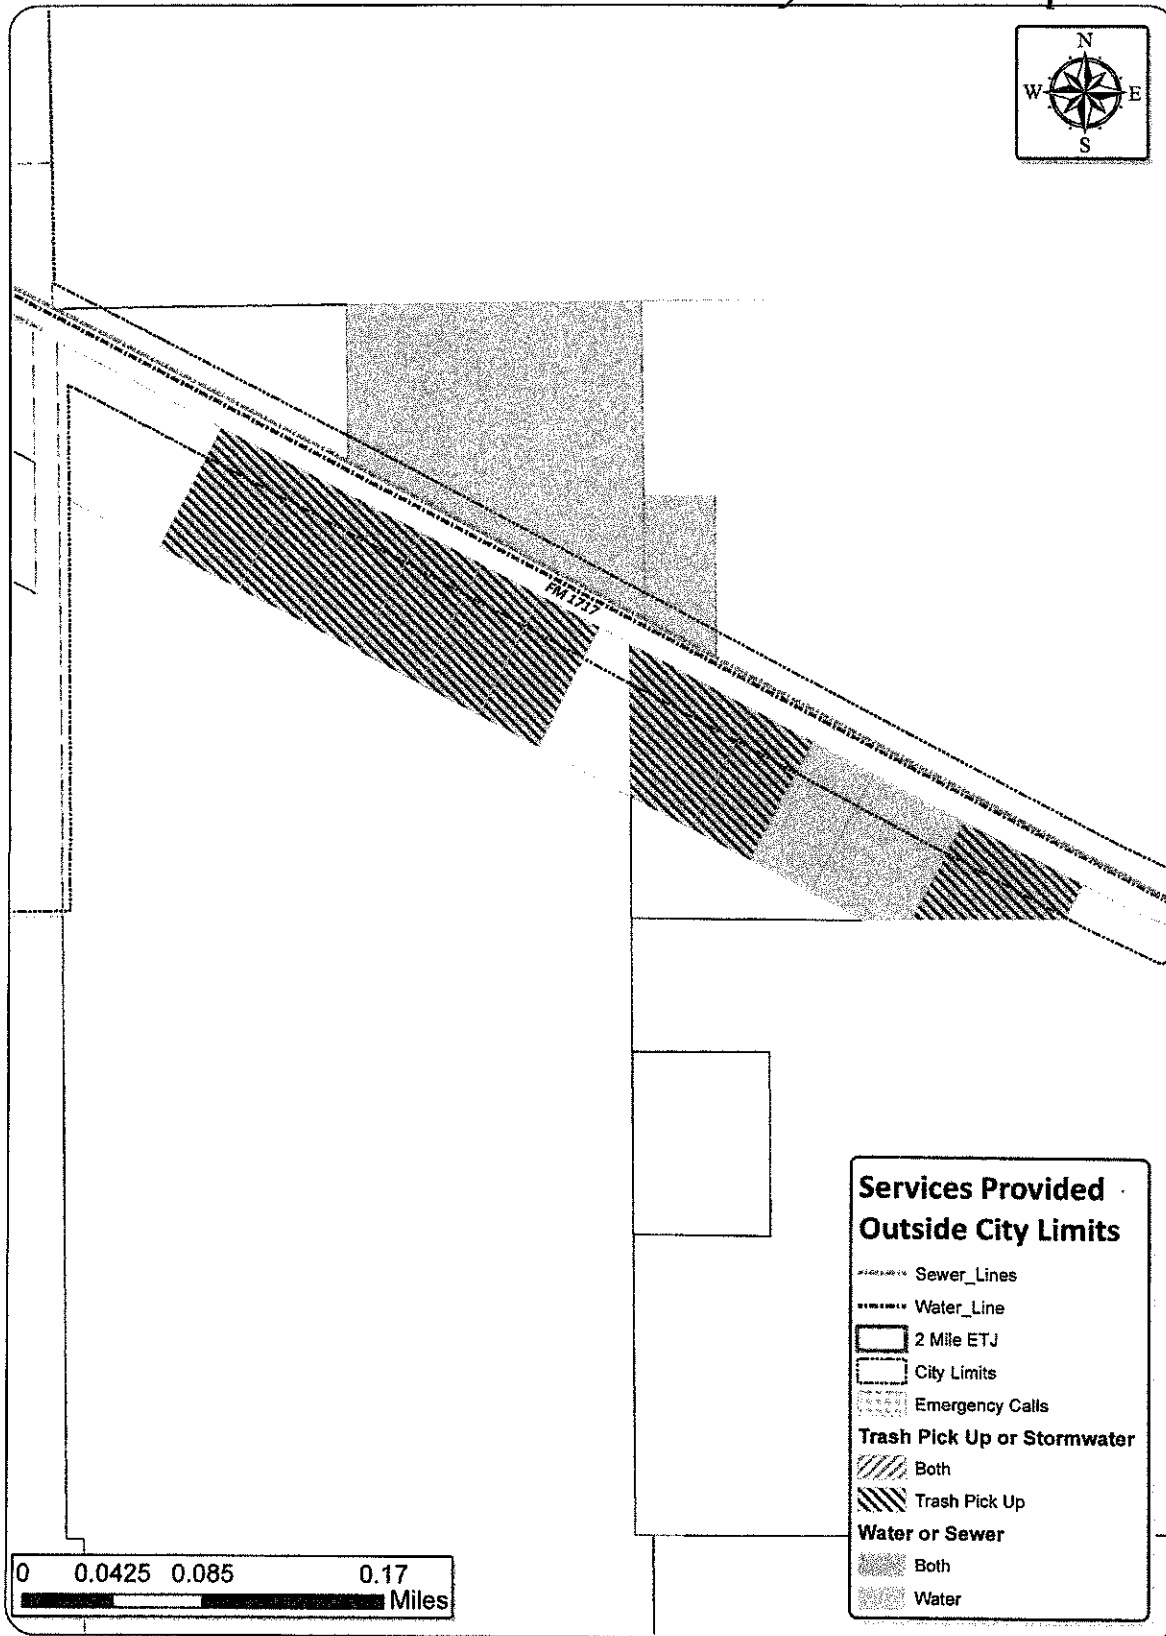 N
W E
S
FM 1717
Services Provided
Outside City Limits
Sewer_Lines
Water_Line
2 Mile ETJ
City Limits
Emergency Calls
Trash Pick Up or Stormwater
Both
Trash Pick Up
Water or Sewer
Both
Water
0 0.0425 0.085 0.17
Miles